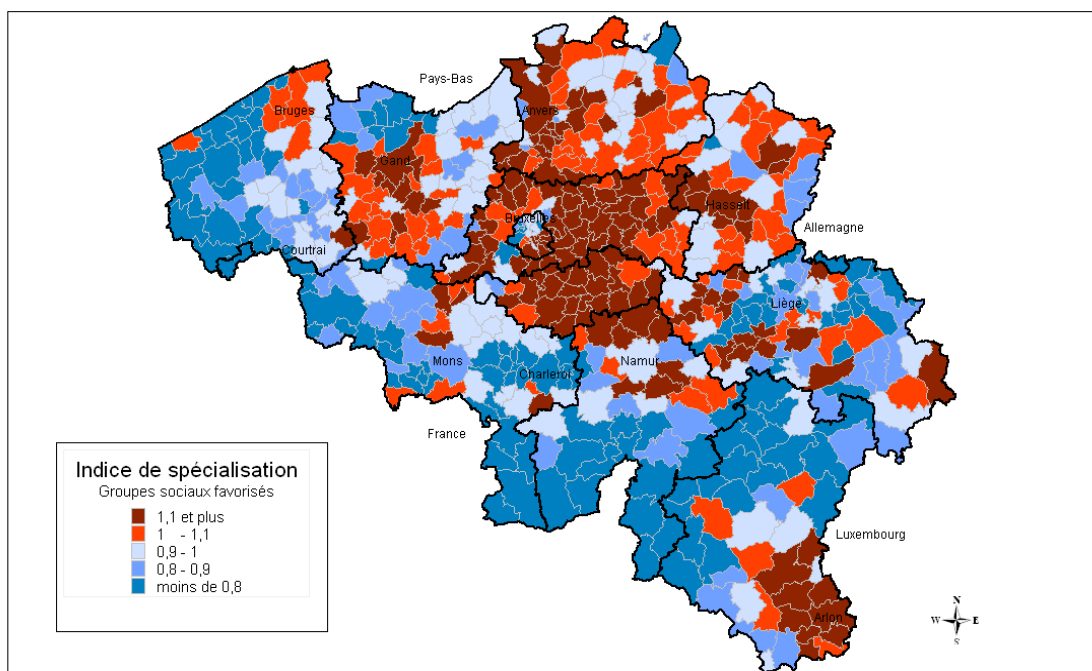 Pays-Bas
Bruges
Anvers
Gand
Hasselt
Bruxelles
Allemagne
Courtrai
Liège
Mons
Namur
Charleroi
France
Luxembourg
Arlon
Indice de spécialisation
Groupes sociaux favorisés
1,1 et plus
1 - 1,1
0,9 - 1
0,8 - 0,9
moins de 0,8
N
W E
S